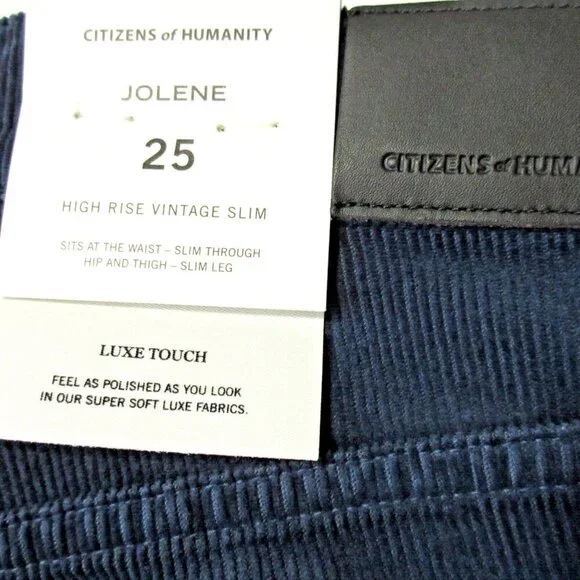 CITIZENS of HUMANITY
JOLENE
25
HIGH RISE VINTAGE SLIM
SITS AT THE WAIST – SLIM THROUGH
HIP AND THIGH – SLIM LEG
LUXE TOUCH
FEEL AS POLISHED AS YOU LOOK
IN OUR SUPER SOFT LUXE FABRICS.
CITIZENS of HUMA